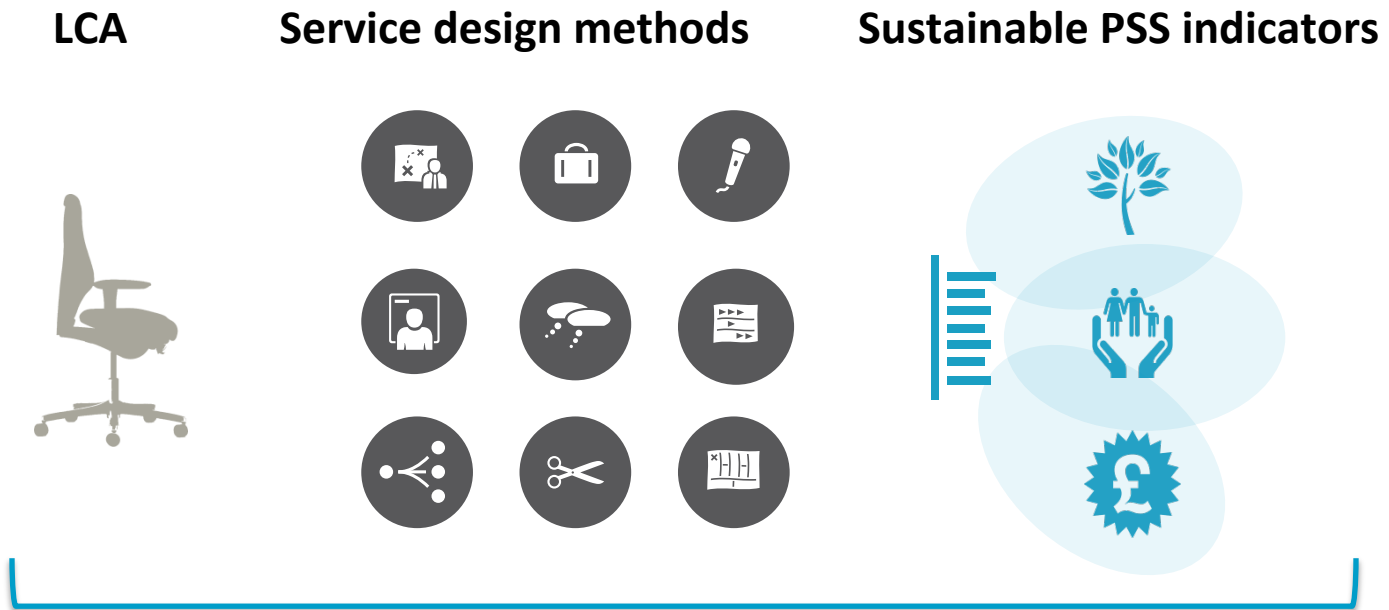 LCA
Service design methods
Sustainable PSS indicators
£